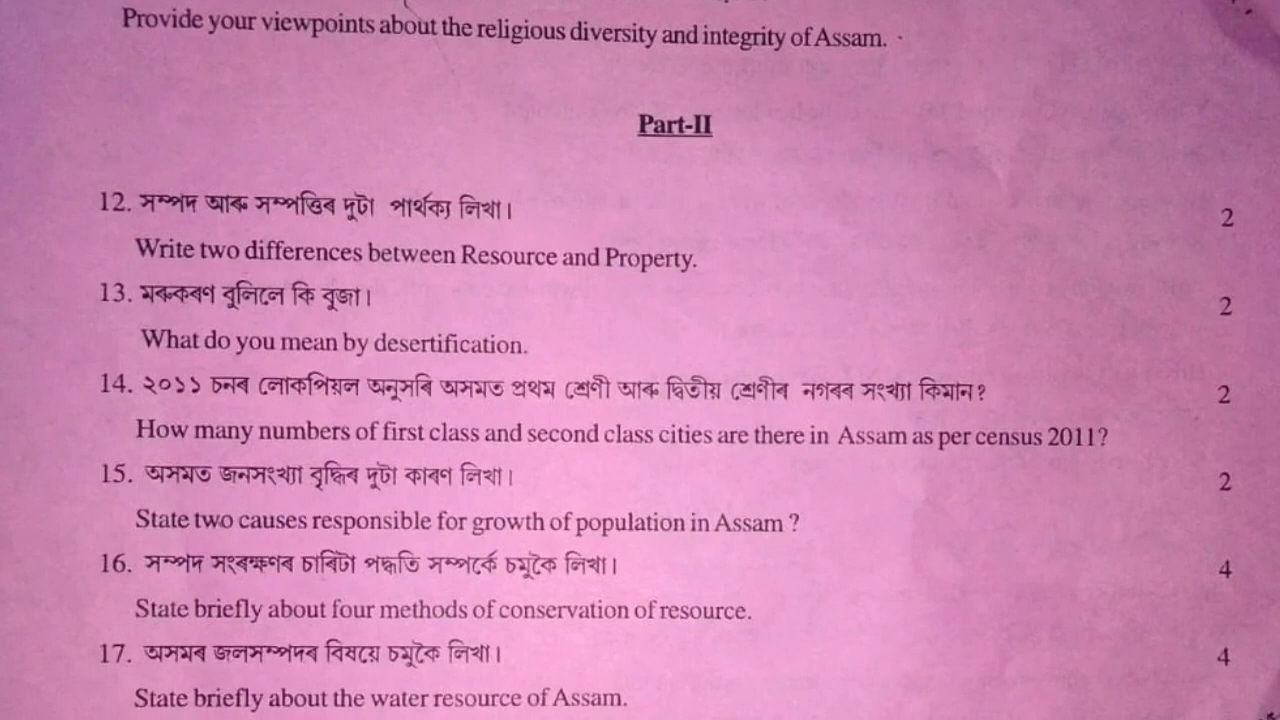 Provide your viewpoints about the religious diversity and integrity of Assam.
Part-II
12. সম্পদ আৰু সম্পত্তিৰ দুটা পাৰ্থক্য লিখা। 2
Write two differences between Resource and Property.
13. মৰুকৰণ বুলিলে কি বুজা। 2
What do you mean by desertification.
14. ২০১১ চনৰ লোকপিয়ল অনুসৰি অসমত প্ৰথম শ্ৰেণী আৰু দ্বিতীয় শ্ৰেণীৰ নগৰৰ সংখ্যা কিমান? 2
How many numbers of first class and second class cities are there in Assam as per census 2011?
15. অসমত জনসংখ্যা বৃদ্ধিৰ দুটা কাৰণ লিখা। 2
State two causes responsible for growth of population in Assam ?
16. সম্পদ সংৰক্ষণৰ চাৰিটা পদ্ধতি সম্পৰ্কে চমুকৈ লিখা। 4
State briefly about four methods of conservation of resource.
17. অসমৰ জলসম্পদৰ বিষয়ে চমুকৈ লিখা। 4
State briefly about the water resource of Assam.